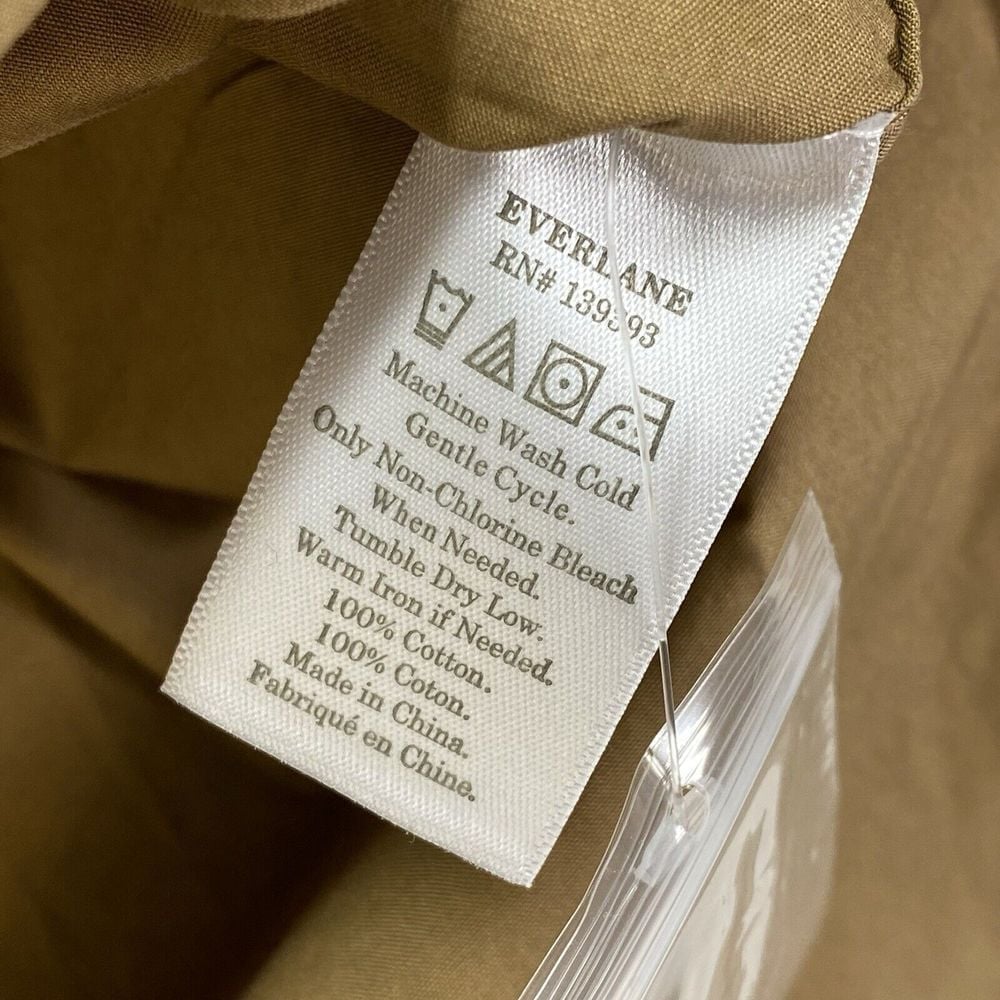 EVERLANE
RN# 139393
Machine Wash Cold
Gentle Cycle.
Only Non-Chlorine Bleach
When Needed.
Tumble Dry Low.
Warm Iron if Needed.
100% Cotton.
100% Coton.
Made in China.
Fabriqué en Chine.